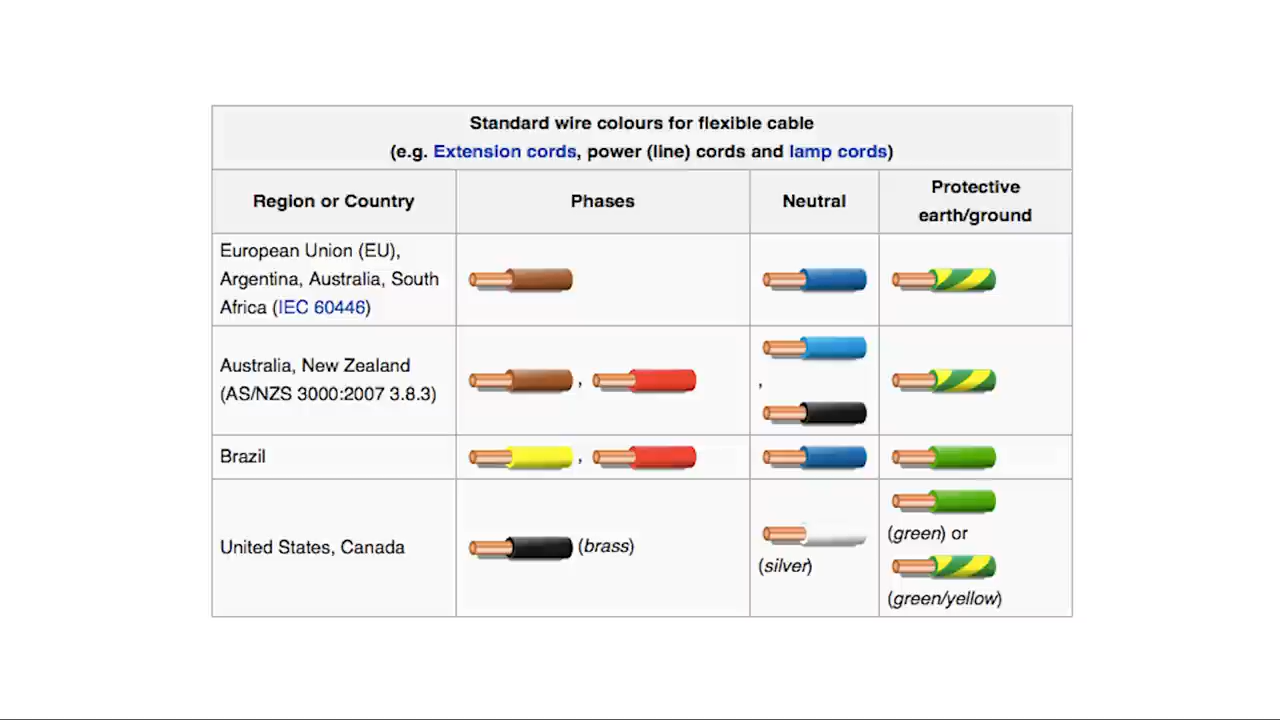 Standard wire colours for flexible cable
(e.g. Extension cords, power (line) cords and lamp cords)
Region or Country
Phases
Neutral
Protective
earth/ground
European Union (EU),
Argentina, Australia, South
Africa (IEC 60446)
Australia, New Zealand
(AS/NZS 3000:2007 3.8.3)
,
,
Brazil
,
United States, Canada
(brass)
(silver)
(green) or
(green/yellow)